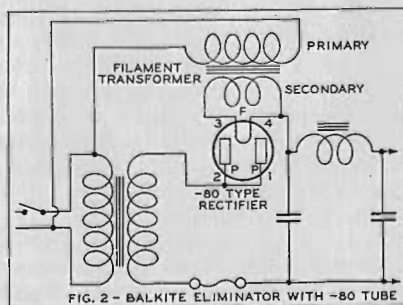 PRIMARY
FILAMENT
TRANSFORMER
SECONDARY
F
3 4
P P
2 1
-80 TYPE
RECTIFIER
FIG. 2 - BALKITE ELIMINATOR WITH -80 TUBE